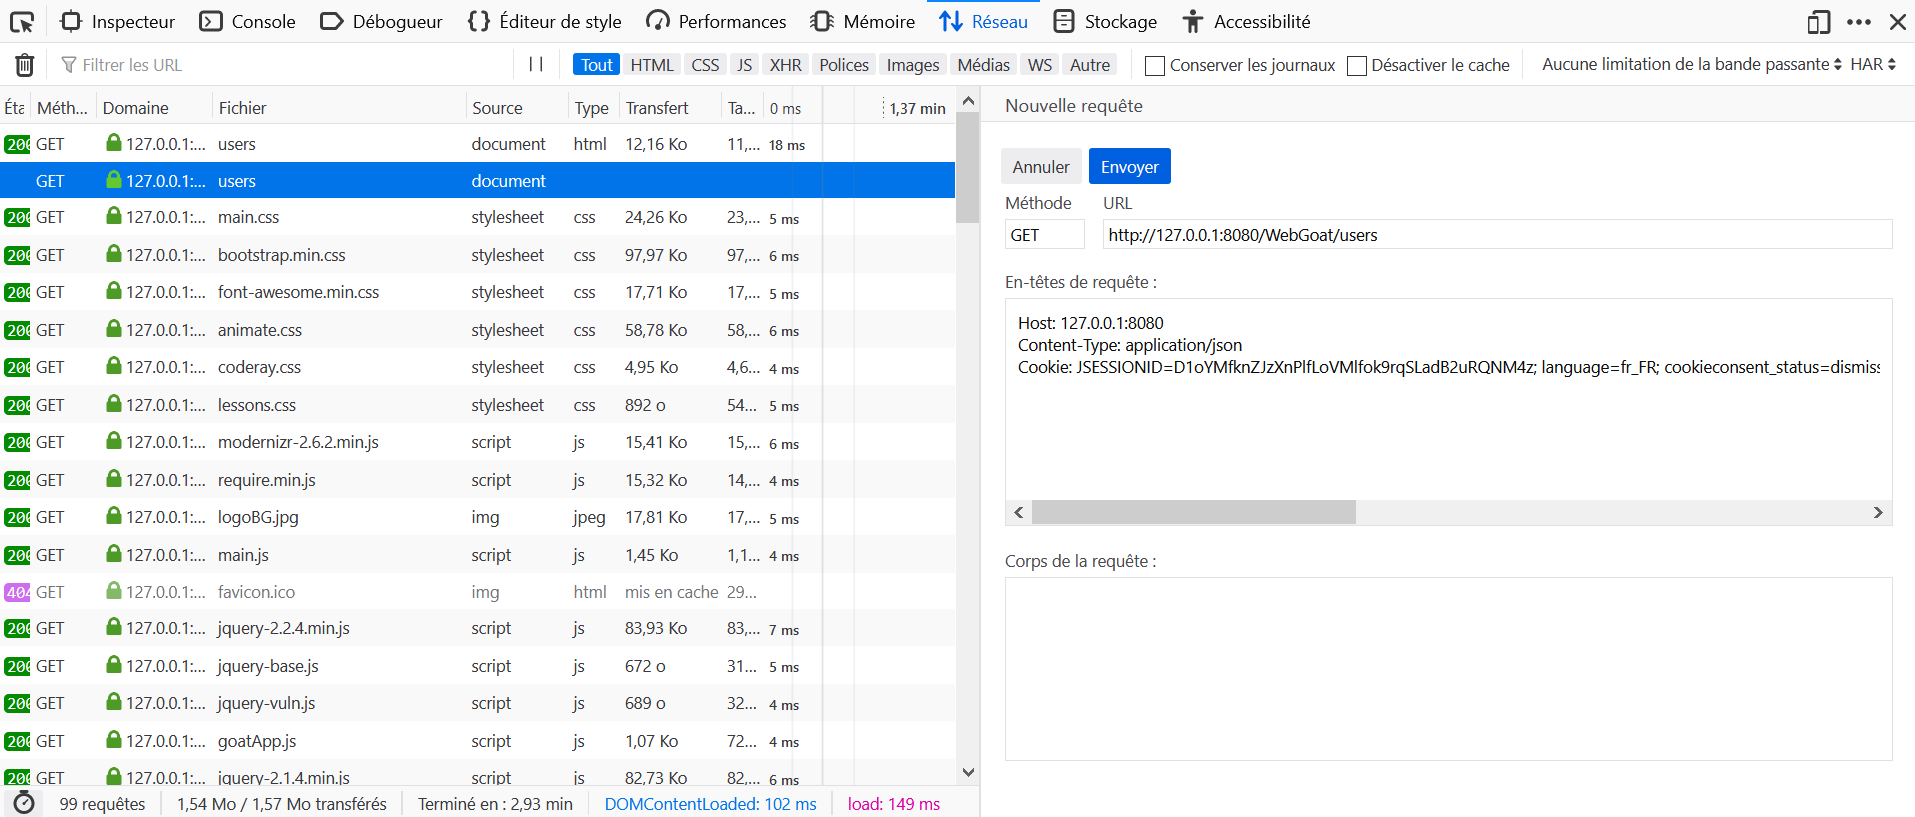 Inspecteur Console Débogueur Éditeur de style Performances Mémoire Réseau Stockage Accessibilité
Filtrer les URL Tout HTML CSS JS XHR Polices Images Médias WS Autre Conserver les journaux Désactiver le cache Aucune limitation de la bande passante HAR
Éta Méth... Domaine Fichier Source Type Transfert Ta... 0 ms 1,37 min
200 GET 127.0.0.1:... users document html 12,16 Ko 11,... 18 ms
GET 127.0.0.1:... users document
200 GET 127.0.0.1:... main.css stylesheet css 24,26 Ko 23,... 5 ms
200 GET 127.0.0.1:... bootstrap.min.css stylesheet css 97,97 Ko 97,... 6 ms
200 GET 127.0.0.1:... font-awesome.min.css stylesheet css 17,71 Ko 17,... 5 ms
200 GET 127.0.0.1:... animate.css stylesheet css 58,78 Ko 58,... 6 ms
200 GET 127.0.0.1:... coderay.css stylesheet css 4,95 Ko 4,6... 4 ms
200 GET 127.0.0.1:... lessons.css stylesheet css 892 o 54... 5 ms
200 GET 127.0.0.1:... modernizr-2.6.2.min.js script js 15,41 Ko 15,... 6 ms
200 GET 127.0.0.1:... require.min.js script js 15,32 Ko 14,... 4 ms
200 GET 127.0.0.1:... logoBG.jpg img jpeg 17,81 Ko 17,... 5 ms
200 GET 127.0.0.1:... main.js script js 1,45 Ko 1,1... 4 ms
404 GET 127.0.0.1:... favicon.ico img html mis en cache 29...
200 GET 127.0.0.1:... jquery-2.2.4.min.js script js 83,93 Ko 83,... 7 ms
200 GET 127.0.0.1:... jquery-base.js script js 672 o 31... 5 ms
200 GET 127.0.0.1:... jquery-vuln.js script js 689 o 32... 4 ms
200 GET 127.0.0.1:... goatApp.js script js 1,07 Ko 72... 4 ms
200 GET 127.0.0.1:... jquery-2.1.4.min.js script js 82,73 Ko 82,... 6 ms
99 requêtes 1,54 Mo / 1,57 Mo transférés Terminé en : 2,93 min DOMContentLoaded: 102 ms load: 149 ms
Nouvelle requête
Annuler Envoyer
Méthode URL
GET http://127.0.0.1:8080/WebGoat/users
En-têtes de requête :
Host: 127.0.0.1:8080
Content-Type: application/json
Cookie: JSESSIONID=D1oYMfknZJzXnPlfLoVMlfok9rqSLadB2uRQNM4z; language=fr_FR; cookieconsent_status=dismiss
Corps de la requête :